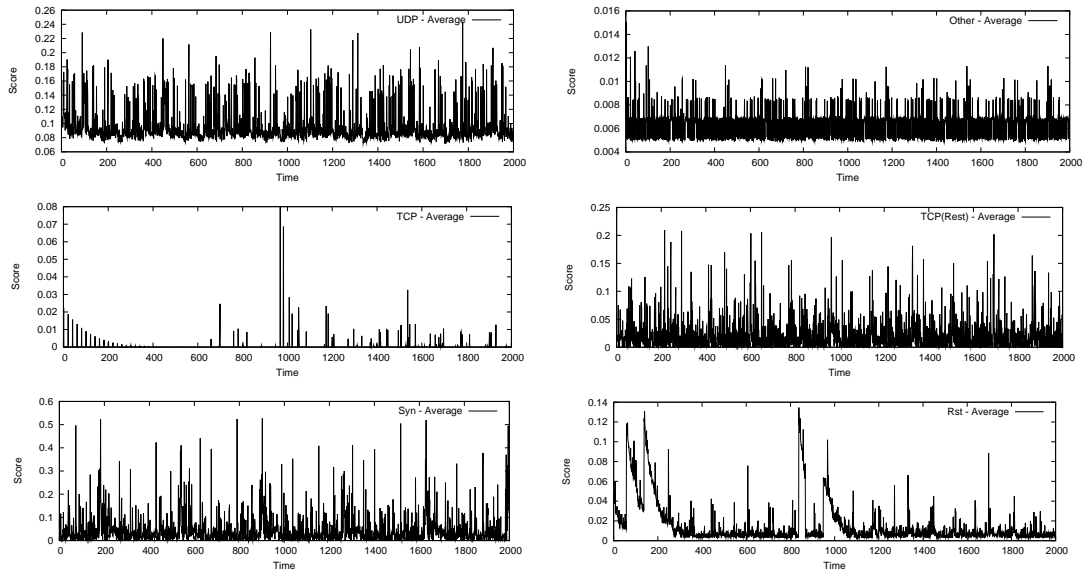 UDP - Average
Score
0.26
0.24
0.22
0.2
0.18
0.16
0.14
0.12
0.1
0.08
0.06
0 200 400 600 800 1000 1200 1400 1600 1800 2000
Time
Other - Average
Score
0.016
0.014
0.012
0.01
0.008
0.006
0.004
0 200 400 600 800 1000 1200 1400 1600 1800 2000
Time
TCP - Average
Score
0.08
0.07
0.06
0.05
0.04
0.03
0.02
0.01
0
0 200 400 600 800 1000 1200 1400 1600 1800 2000
Time
TCP(Rest) - Average
Score
0.25
0.2
0.15
0.1
0.05
0
0 200 400 600 800 1000 1200 1400 1600 1800 2000
Time
Syn - Average
Score
0.6
0.5
0.4
0.3
0.2
0.1
0
0 200 400 600 800 1000 1200 1400 1600 1800 2000
Time
Rst - Average
Score
0.14
0.12
0.1
0.08
0.06
0.04
0.02
0
0 200 400 600 800 1000 1200 1400 1600 1800 2000
Time